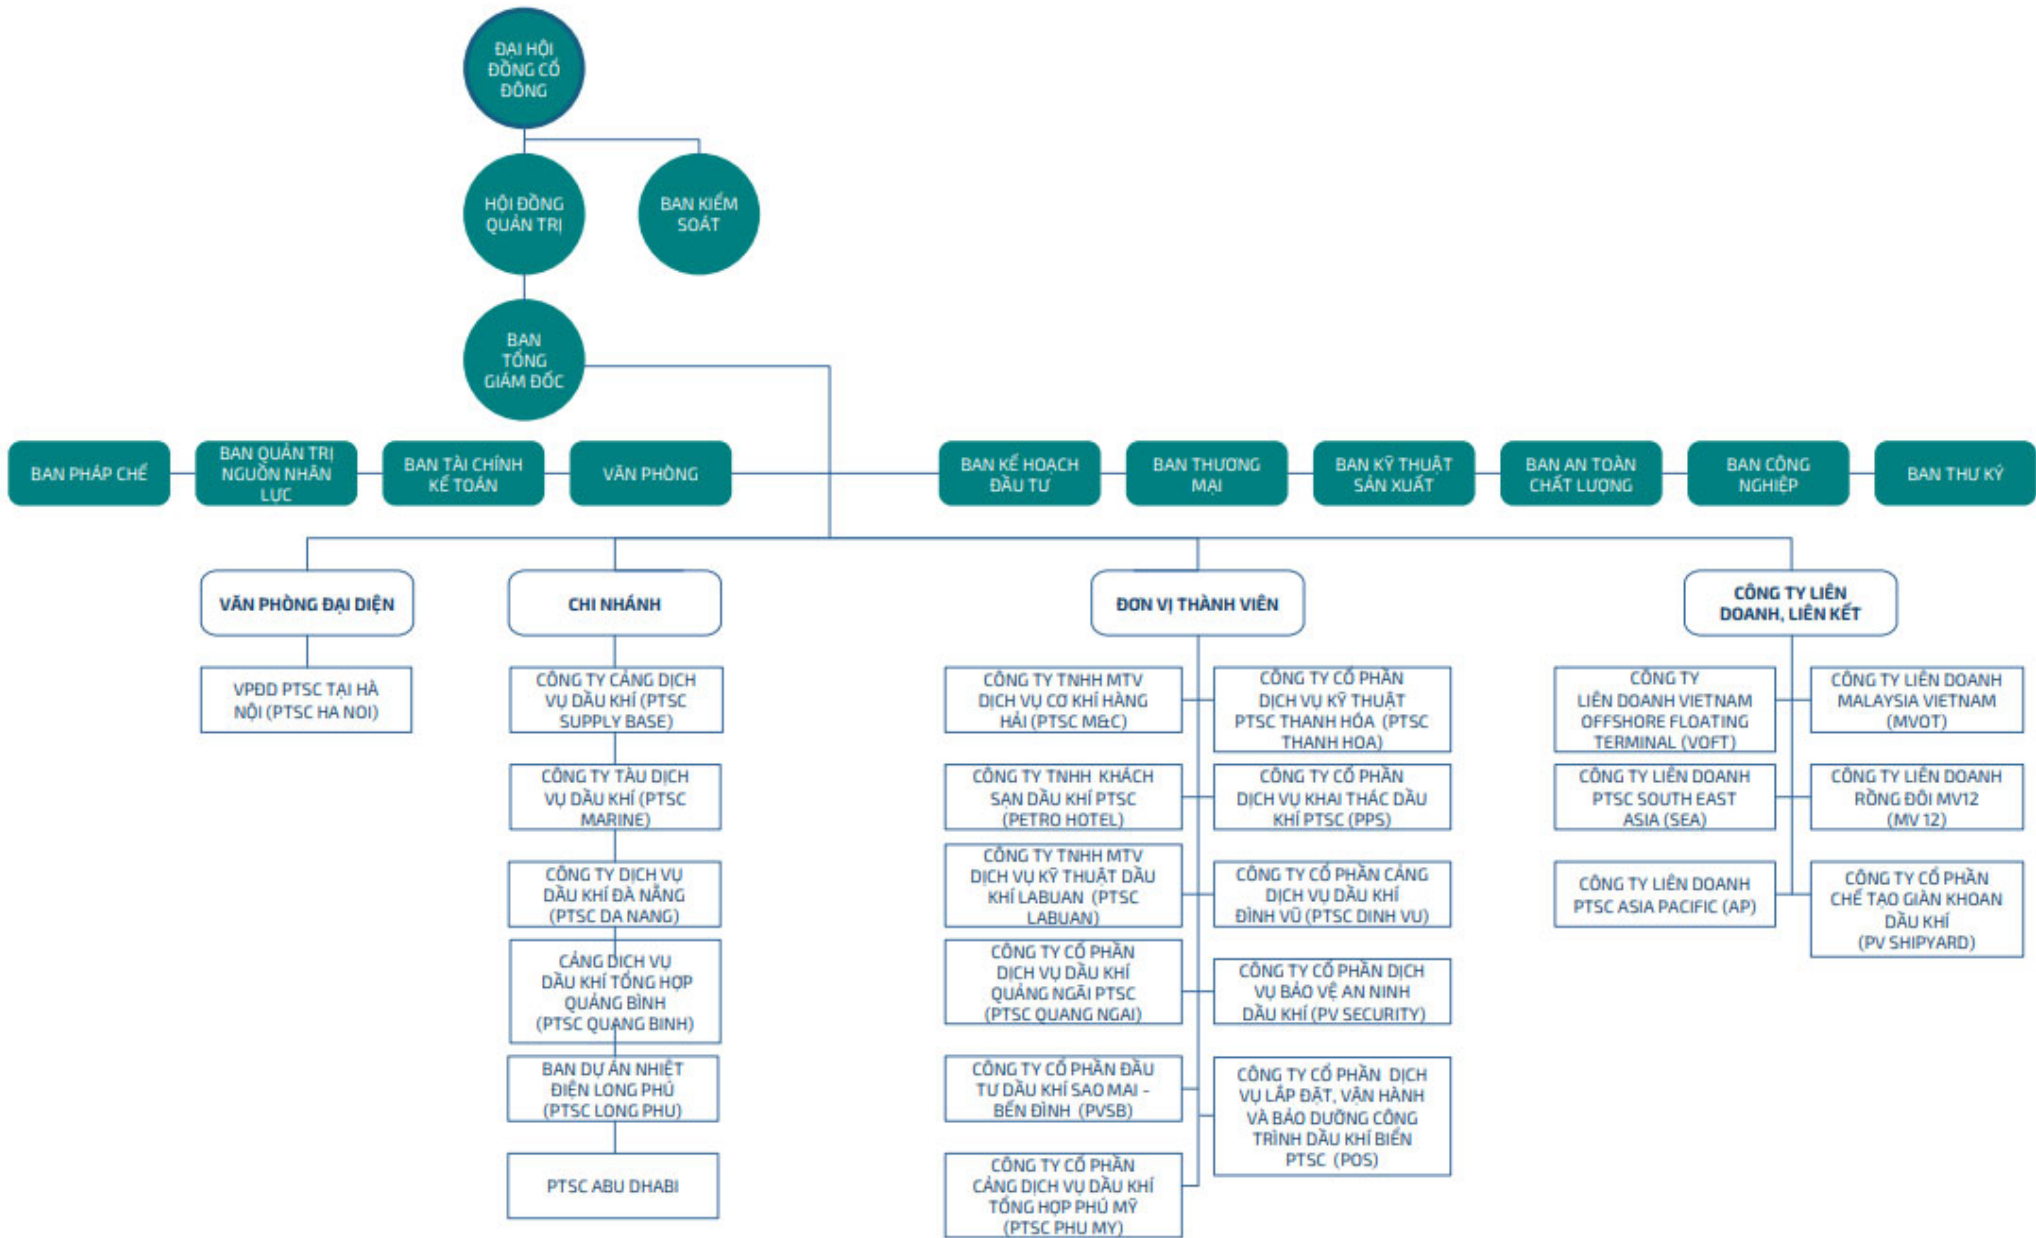 ĐẠI HỘI
ĐỒNG CỔ
ĐÔNG
HỘI ĐỒNG
QUẢN TRỊ
BAN KIỂM
SOÁT
BAN
TỔNG
GIÁM ĐỐC
BAN PHÁP CHẾ
BAN QUẢN TRỊ
NGUỒN NHÂN
LỰC
BAN TÀI CHÍNH
KẾ TOÁN
VĂN PHÒNG
BAN KẾ HOẠCH
ĐẦU TƯ
BAN THƯƠNG
MẠI
BAN KỸ THUẬT
SẢN XUẤT
BAN AN TOÀN
CHẤT LƯỢNG
BAN CÔNG
NGHIỆP
BAN THƯ KÝ
VĂN PHÒNG ĐẠI DIỆN
VPĐD PTSC TẠI HÀ
NỘI (PTSC HA NOI)
CHI NHÁNH
CÔNG TY CẢNG DỊCH
VỤ DẦU KHÍ (PTSC
SUPPLY BASE)
CÔNG TY TÀU DỊCH
VỤ DẦU KHÍ (PTSC
MARINE)
CÔNG TY DỊCH VỤ
DẦU KHÍ ĐÀ NẴNG
(PTSC DA NANG)
CẢNG DỊCH VỤ
DẦU KHÍ TỔNG HỢP
QUẢNG BÌNH
(PTSC QUANG BINH)
BAN DỰ ÁN NHIỆT
ĐIỆN LONG PHÚ
(PTSC LONG PHU)
PTSC ABU DHABI
ĐƠN VỊ THÀNH VIÊN
CÔNG TY TNHH MTV
DỊCH VỤ CƠ KHÍ HÀNG
HẢI (PTSC M&C)
CÔNG TY CỔ PHẦN
DỊCH VỤ KỸ THUẬT
PTSC THANH HÓA (PTSC
THANH HOA)
CÔNG TY TNHH KHÁCH
SẠN DẦU KHÍ PTSC
(PETRO HOTEL)
CÔNG TY CỔ PHẦN
DỊCH VỤ KHAI THÁC DẦU
KHÍ PTSC (PPS)
CÔNG TY TNHH MTV
DỊCH VỤ KỸ THUẬT DẦU
KHÍ LABUAN (PTSC
LABUAN)
CÔNG TY CỔ PHẦN CẢNG
DỊCH VỤ DẦU KHÍ
ĐÌNH VŨ (PTSC DINH VU)
CÔNG TY CỔ PHẦN
DỊCH VỤ DẦU KHÍ
QUẢNG NGÃI PTSC
(PTSC QUANG NGAI)
CÔNG TY CỔ PHẦN DỊCH
VỤ BẢO VỆ AN NINH
DẦU KHÍ (PV SECURITY)
CÔNG TY CỔ PHẦN ĐẦU
TƯ DẦU KHÍ SAO MAI -
BẾN ĐÌNH (PVSB)
CÔNG TY CỔ PHẦN DỊCH
VỤ LẮP ĐẶT, VẬN HÀNH
VÀ BẢO DƯỠNG CÔNG
TRÌNH DẦU KHÍ BIỂN
PTSC (POS)
CÔNG TY CỔ PHẦN
CẢNG DỊCH VỤ DẦU KHÍ
TỔNG HỢP PHÚ MỸ
(PTSC PHU MY)
CÔNG TY LIÊN
DOANH, LIÊN KẾT
CÔNG TY
LIÊN DOANH VIETNAM
OFFSHORE FLOATING
TERMINAL (VOFT)
CÔNG TY LIÊN DOANH
MALAYSIA VIETNAM
(MVOT)
CÔNG TY LIÊN DOANH
PTSC SOUTH EAST
ASIA (SEA)
CÔNG TY LIÊN DOANH
RỒNG ĐÔI MV12
(MV 12)
CÔNG TY LIÊN DOANH
PTSC ASIA PACIFIC (AP)
CÔNG TY CỔ PHẦN
CHẾ TẠO GIÀN KHOAN
DẦU KHÍ
(PV SHIPYARD)